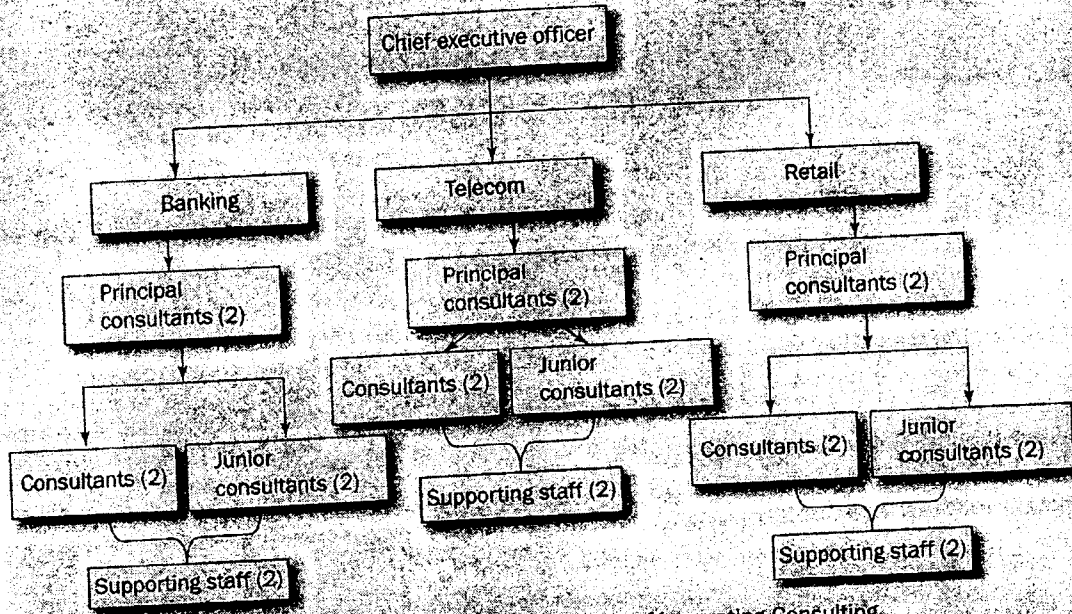 Chief executive officer
Banking
Telecom
Retail
Principal
consultants (2)
Principal
consultants (2)
Principal
consultants (2)
Consultants (2)
Junior
consultants (2)
Consultants (2)
Junior
consultants (2)
Consultants (2)
Junior
consultants (2)
Supporting staff (2)
Supporting staff (2)
Supporting staff (2)
Consulting